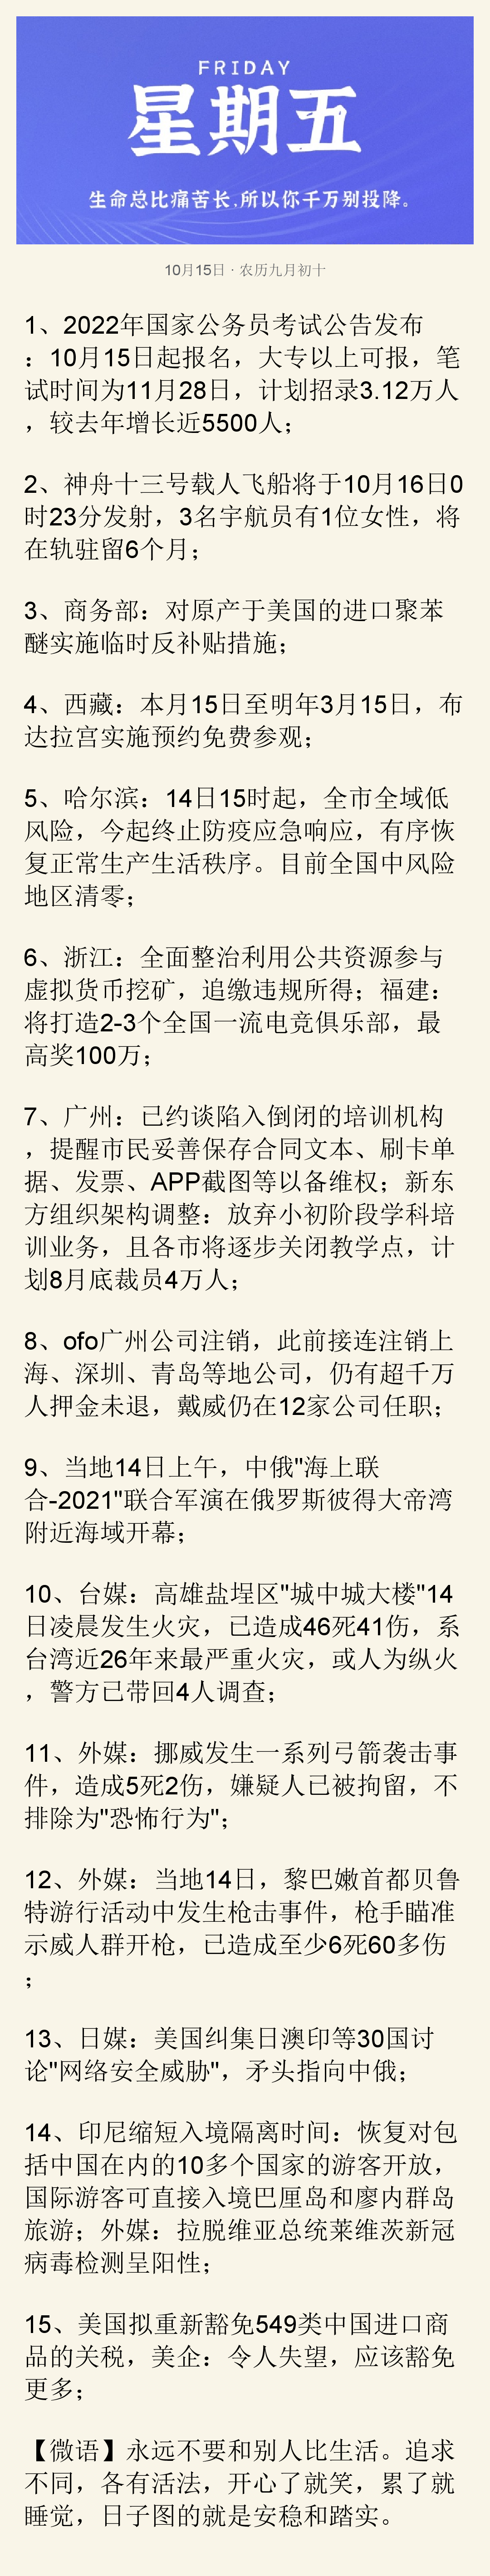 FRIDAY
星期五
生命总比痛苦长,所以你千万别投降。
10月15日 · 农历九月初十
1、2022年国家公务员考试公告发布
：10月15日起报名，大专以上可报，笔
试时间为11月28日，计划招录3.12万人
，较去年增长近5500人；
2、神舟十三号载人飞船将于10月16日0
时23分发射，3名宇航员有1位女性，将
在轨驻留6个月；
3、商务部：对原产于美国的进口聚苯
醚实施临时反补贴措施；
4、西藏：本月15日至明年3月15日，布
达拉宫实施预约免费参观；
5、哈尔滨：14日15时起，全市全域低
风险，今起终止防疫应急响应，有序恢
复正常生产生活秩序。目前全国中风险
地区清零；
6、浙江：全面整治利用公共资源参与
虚拟货币挖矿，追缴违规所得；福建：
将打造2-3个全国一流电竞俱乐部，最
高奖100万；
7、广州：已约谈陷入倒闭的培训机构
，提醒市民妥善保存合同文本、刷卡单
据、发票、APP截图等以备维权；新东
方组织架构调整：放弃小初阶段学科培
训业务，且各市将逐步关闭教学点，计
划8月底裁员4万人；
8、ofo广州公司注销，此前接连注销上
海、深圳、青岛等地公司，仍有超千万
人押金未退，戴威仍在12家公司任职；
9、当地14日上午，中俄"海上联
合-2021"联合军演在俄罗斯彼得大帝湾
附近海域开幕；
10、台媒：高雄盐埕区"城中城大楼"14
日凌晨发生火灾，已造成46死41伤，系
台湾近26年来最严重火灾，或人为纵火
，警方已带回4人调查；
11、外媒：挪威发生一系列弓箭袭击事
件，造成5死2伤，嫌疑人已被拘留，不
排除为"恐怖行为"；
12、外媒：当地14日，黎巴嫩首都贝鲁
特游行活动中发生枪击事件，枪手瞄准
示威人群开枪，已造成至少6死60多伤
；
13、日媒：美国纠集日澳印等30国讨
论"网络安全威胁"，矛头指向中俄；
14、印尼缩短入境隔离时间：恢复对包
括中国在内的10多个国家的游客开放，
国际游客可直接入境巴厘岛和廖内群岛
旅游；外媒：拉脱维亚总统莱维茨新冠
病毒检测呈阳性；
15、美国拟重新豁免549类中国进口商
品的关税，美企：令人失望，应该豁免
更多；
【微语】永远不要和别人比生活。追求
不同，各有活法，开心了就笑，累了就
睡觉，日子图的就是安稳和踏实。